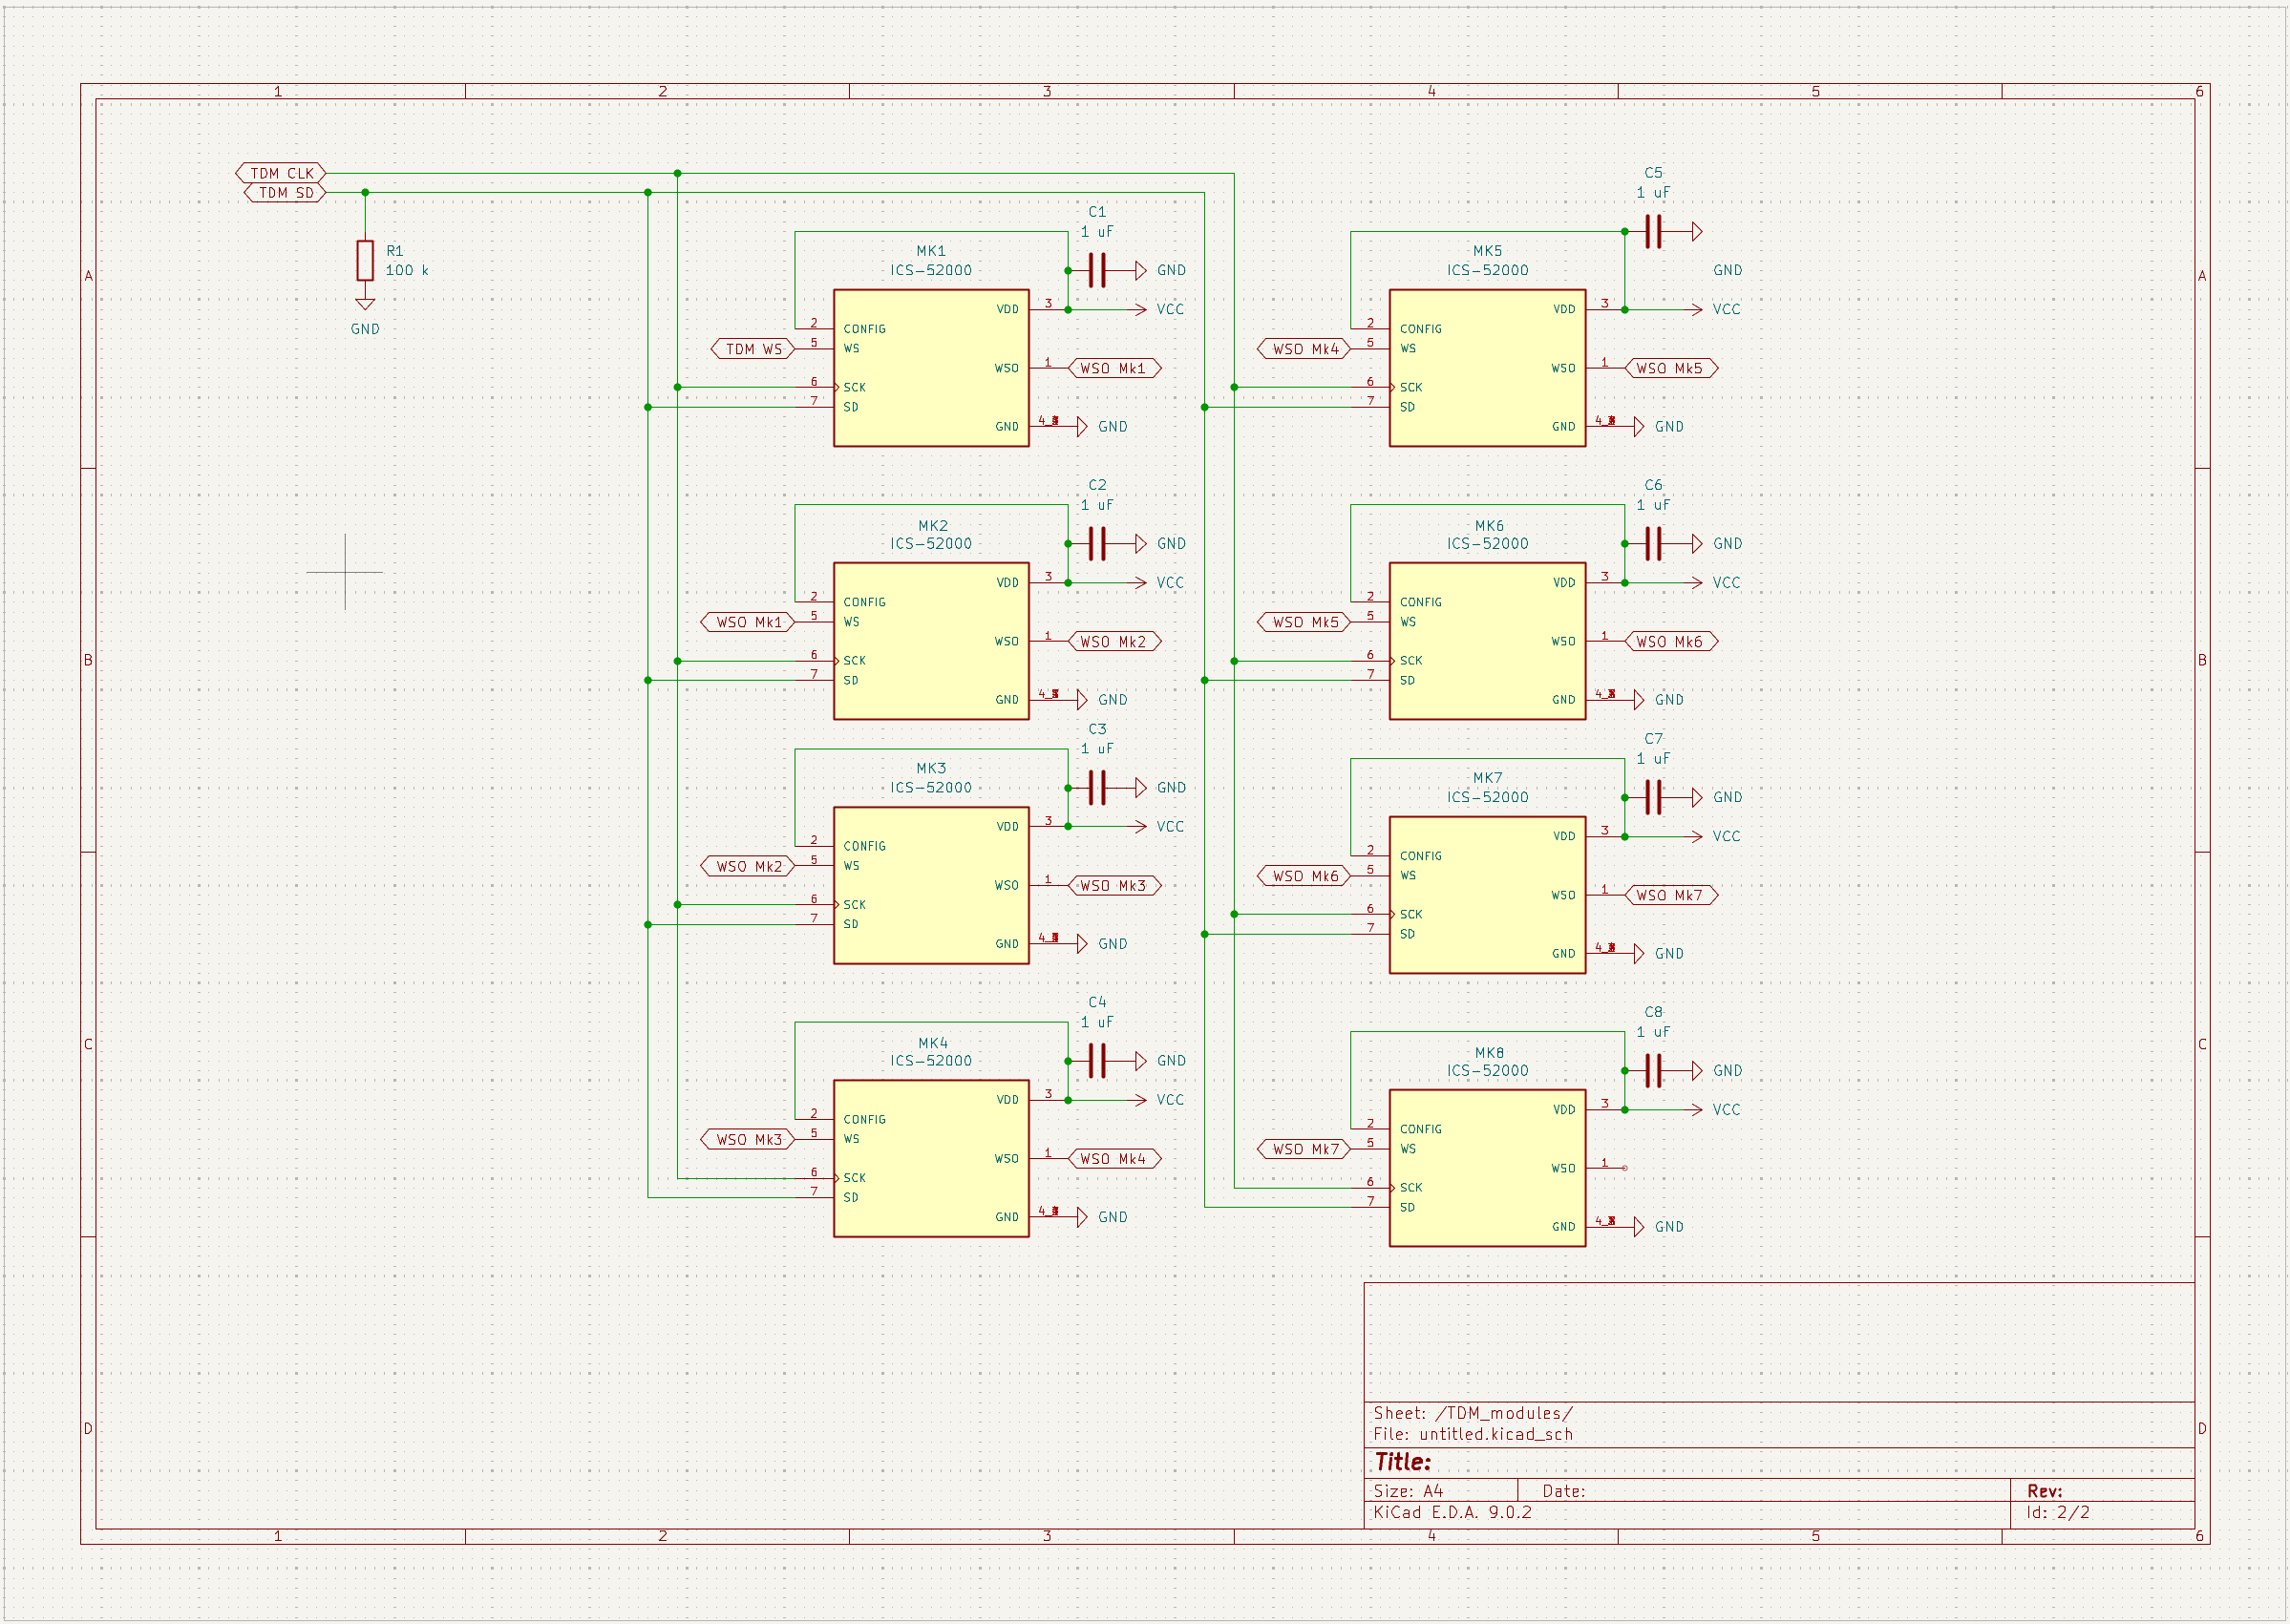 1 2 3 4 5 6
TDM CLK
TDM SD
R1
100 k
GND
A
B
C
D
C1
1 uF
GND
MK1
ICS-52000
VDD 3 VCC
2 CONFIG
TDM WS 5 WS
WSO 1 WSO Mk1
6 SCK
7 SD
GND GND
C2
1 uF
GND
MK2
ICS-52000
VDD 3 VCC
2 CONFIG
WSO Mk1 5 WS
WSO 1 WSO Mk2
6 SCK
7 SD
GND GND
C3
1 uF
GND
MK3
ICS-52000
VDD 3 VCC
2 CONFIG
WSO Mk2 5 WS
WSO 1 WSO Mk3
6 SCK
7 SD
GND GND
C4
1 uF
GND
MK4
ICS-52000
VDD 3 VCC
2 CONFIG
WSO Mk3 5 WS
WSO 1 WSO Mk4
6 SCK
7 SD
GND GND
C5
1 uF
GND
MK5
ICS-52000
VDD 3 VCC
2 CONFIG
WSO Mk4 5 WS
WSO 1 WSO Mk5
6 SCK
7 SD
GND GND
C6
1 uF
GND
MK6
ICS-52000
VDD 3 VCC
2 CONFIG
WSO Mk5 5 WS
WSO 1 WSO Mk6
6 SCK
7 SD
GND GND
C7
1 uF
GND
MK7
ICS-52000
VDD 3 VCC
2 CONFIG
WSO Mk6 5 WS
WSO 1 WSO Mk7
6 SCK
7 SD
GND GND
C8
1 uF
GND
MK8
ICS-52000
VDD 3 VCC
2 CONFIG
WSO Mk7 5 WS
WSO 1
6 SCK
7 SD
GND GND
A
B
C
D
Sheet: /TDM_modules/
File: untitled.kicad_sch
Title:
Size: A4 Date: Rev:
KiCad E.D.A. 9.0.2 Id: 2/2
1 2 3 4 5 6